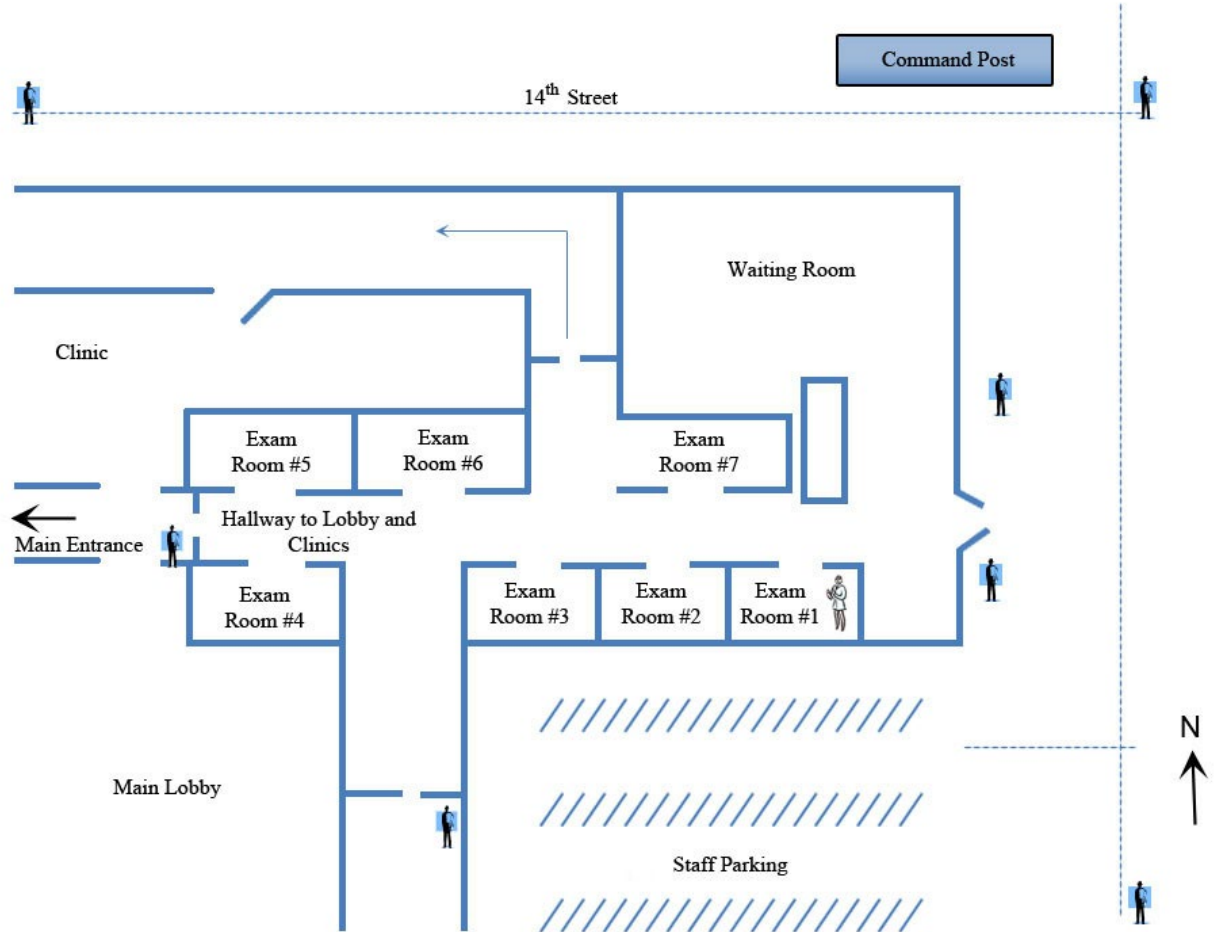 Command Post
14th Street
Waiting Room
Clinic
Exam
Room #5
Exam
Room #6
Exam
Room #7
Hallway to Lobby and
Clinics
Main Entrance
Exam
Room #4
Exam
Room #3
Exam
Room #2
Exam
Room #1
N
Main Lobby
Staff Parking